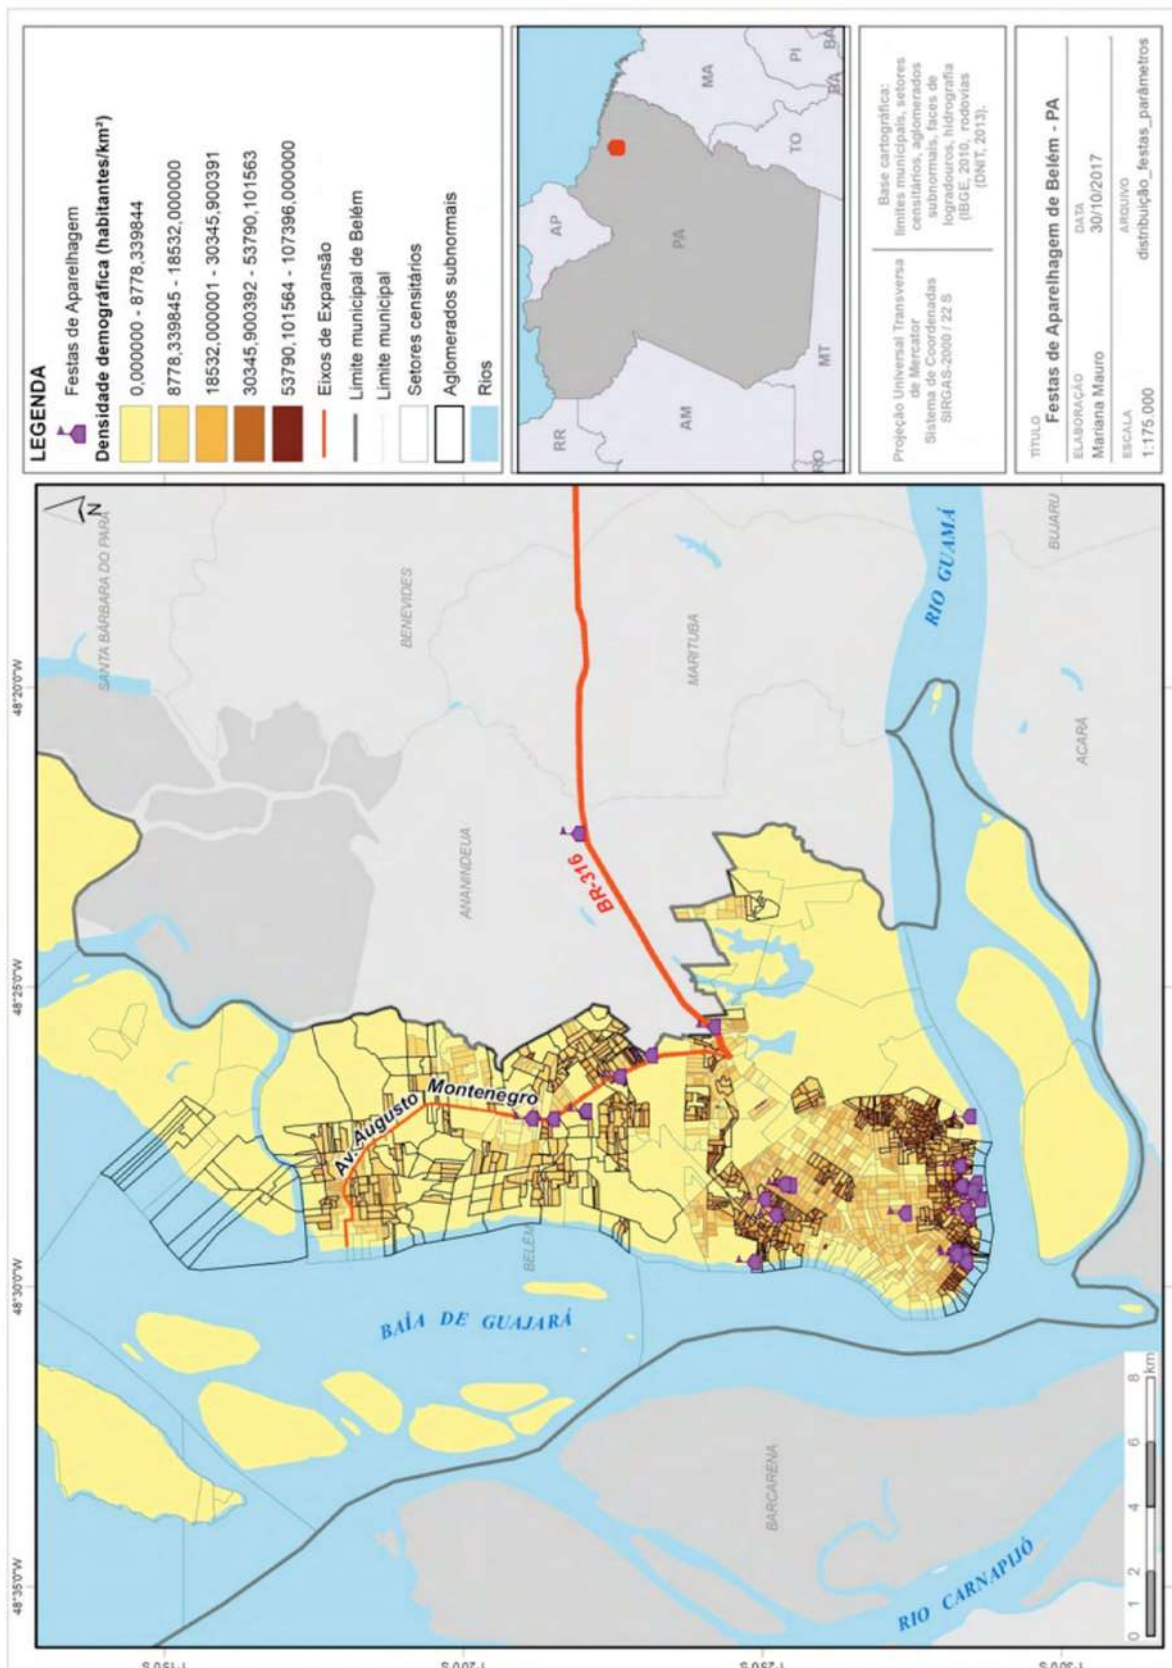 LEGENDA
Festas de Aparelhagem
Densidade demográfica (habitantes/km²)
0,000000 - 8778,339844
8778,339845 - 18532,000000
18532,000001 - 30345,900391
30345,900392 - 53790,101563
53790,101564 - 107396,000000
Eixos de Expansão
Limite municipal de Belém
Limite municipal
Setores censitários
Aglomerados subnormais
Rios
RR
AP
AM
PA
MA
PI
BA
TO
BA
MT
RO
Projeção Universal Transversa
de Mercator
Sistema de Coordenadas
SIRGAS-2000 / 22 S
Base cartográfica:
limites municipais, setores
censitários, aglomerados
subnormais, faces de
logradouros, hidrografia
(IBGE, 2010, rodovias
(DNIT, 2013).
TITULO
Festas de Aparelhagem de Belém - PA
ELABORAÇÃO
Mariana Mauro
DATA
30/10/2017
ESCALA
1:175.000
ARQUIVO
distribuição_festas_parâmetros
48°35'0"W
48°30'0"W
48°25'0"W
48°20'0"W
N
SANTA BÁRBARA DO PARÁ
BENEVIDES
ANANINDEUA
MARITUBA
BR-316
Av. Augusto Montenegro
BELÉM
BAÍA DE GUAJARÁ
RIO GUAMÁ
BUJARU
ACARÁ
BARCARENA
RIO CARNAPIJÓ
0 1 2 4 6 8
km